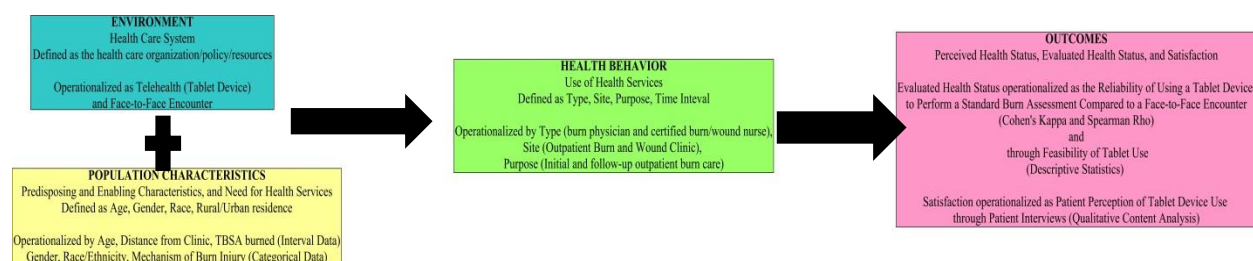 ENVIRONMENT
Health Care System
Defined as the health care organization/policy/resources
Operationalized as Telehealth (Tablet Device)
and Face-to-Face Encounter
POPULATION CHARACTERISTICS
Predisposing and Enabling Characteristics, and Need for Health Services
Defined as Age, Gender, Race, Rural/Urban residence
Operationalized by Age, Distance from Clinic, TBSA burned (Interval Data)
Gender, Race/Ethnicity, Mechanism of Burn Injury (Categorical Data)
HEALTH BEHAVIOR
Use of Health Services
Defined as Type, Site, Purpose, Time Inteval
Operationalized by Type (burn physician and certified burn/wound nurse),
Site (Outpatient Burn and Wound Clinic),
Purpose (Initial and follow-up outpatient burn care)
OUTCOMES
Perceived Health Status, Evaluated Health Status, and Satisfaction
Evaluated Health Status operationalized as the Reliability of Using a Tablet Device
to Perform a Standard Burn Assessment Compared to a Face-to-Face Encounter
(Cohen's Kappa and Spearman Rho)
and
through Feasibility of Tablet Use
(Descriptive Statistics)
Satisfaction operationalized as Patient Perception of Tablet Device Use
through Patient Interviews (Qualitative Content Analysis)